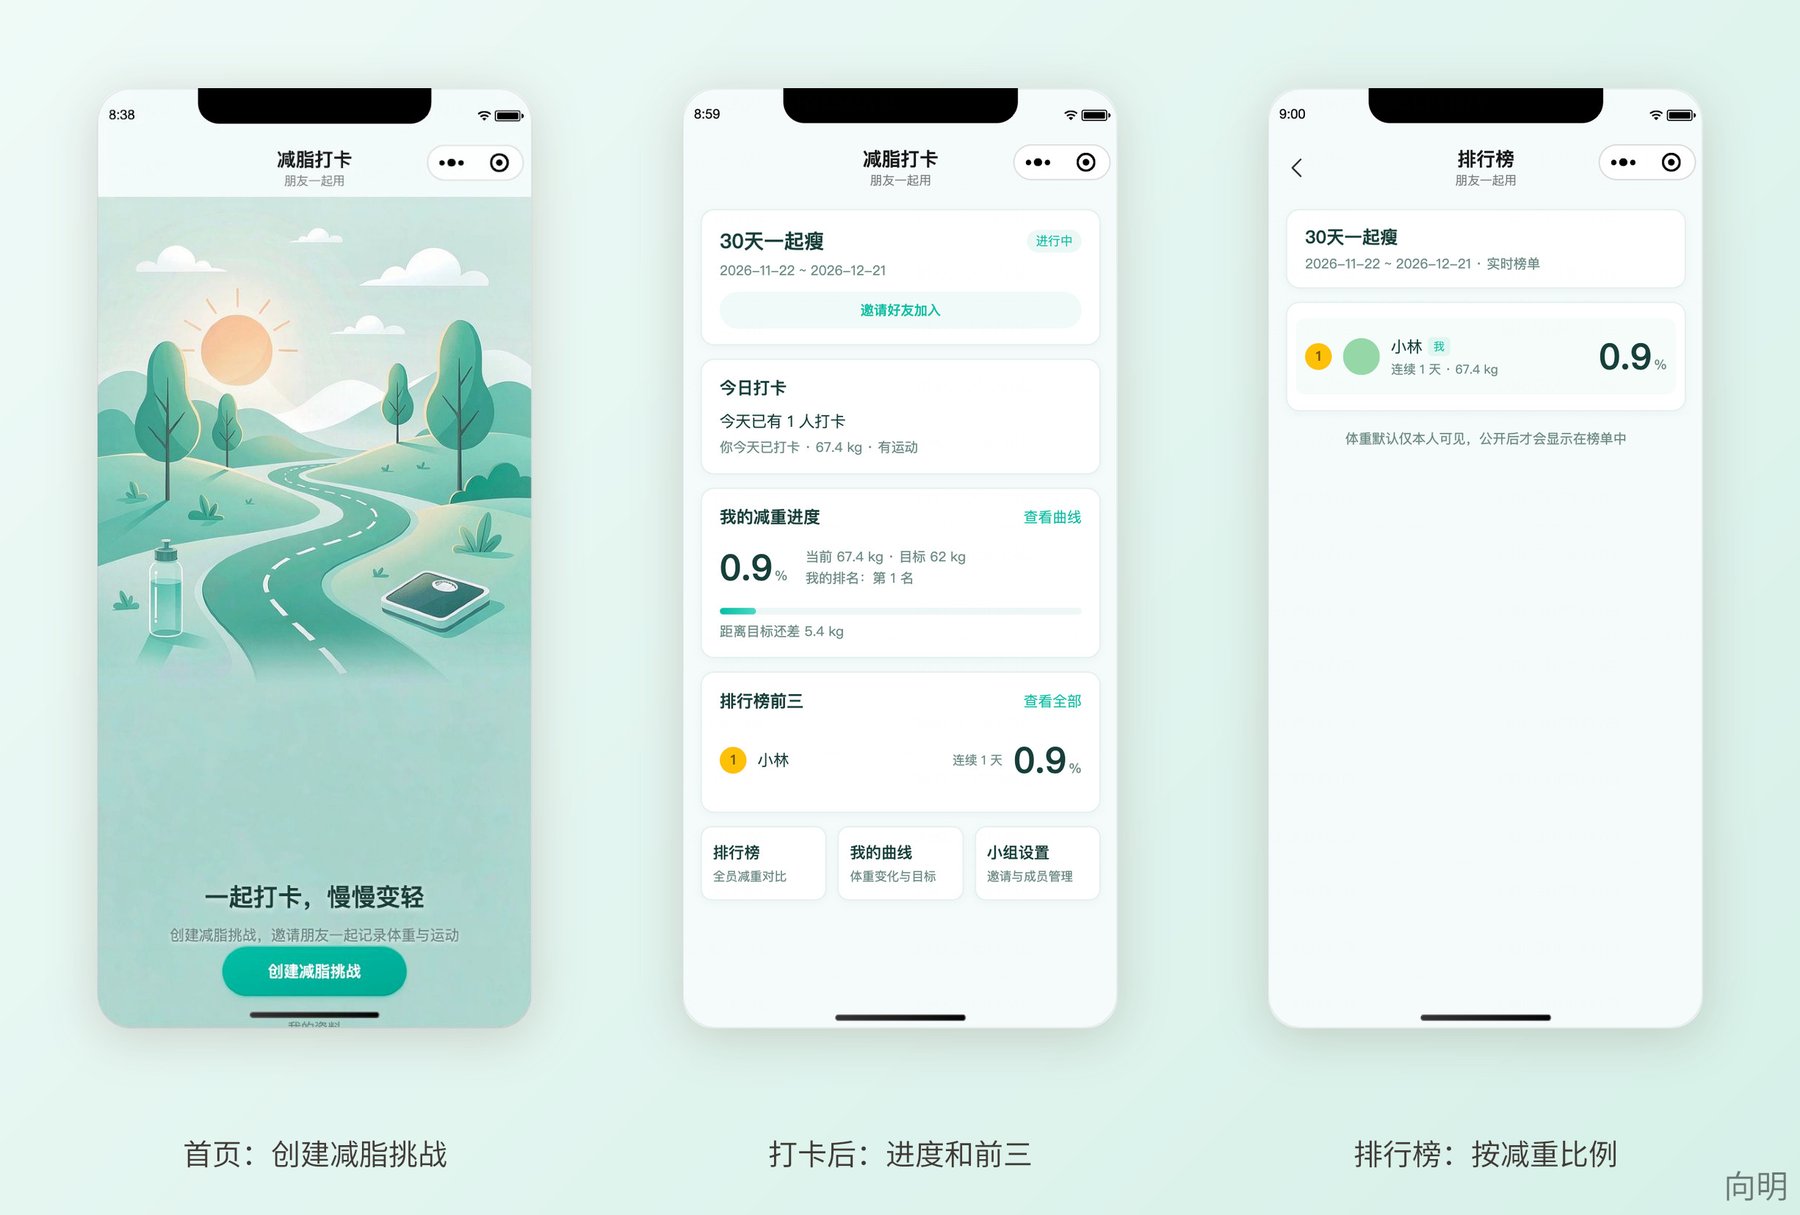 8:38
减脂打卡
朋友一起用
一起打卡，慢慢变轻
创建减脂挑战，邀请朋友一起记录体重与运动
创建减脂挑战
我的资料
首页：创建减脂挑战
8:59
减脂打卡
朋友一起用
30天一起瘦
进行中
2026-11-22 ~ 2026-12-21
邀请好友加入
今日打卡
今天已有 1 人打卡
你今天已打卡 · 67.4 kg · 有运动
我的减重进度
查看曲线
0.9%
当前 67.4 kg · 目标 62 kg
我的排名：第 1 名
距离目标还差 5.4 kg
排行榜前三
查看全部
1 小林 连续 1 天 0.9%
排行榜
全员减重对比
我的曲线
体重变化与目标
小组设置
邀请与成员管理
打卡后：进度和前三
9:00
排行榜
朋友一起用
30天一起瘦
2026-11-22 ~ 2026-12-21 · 实时榜单
1
小林 我
连续 1 天 · 67.4 kg
0.9%
体重默认仅本人可见，公开后才会显示在榜单中
排行榜：按减重比例
向明